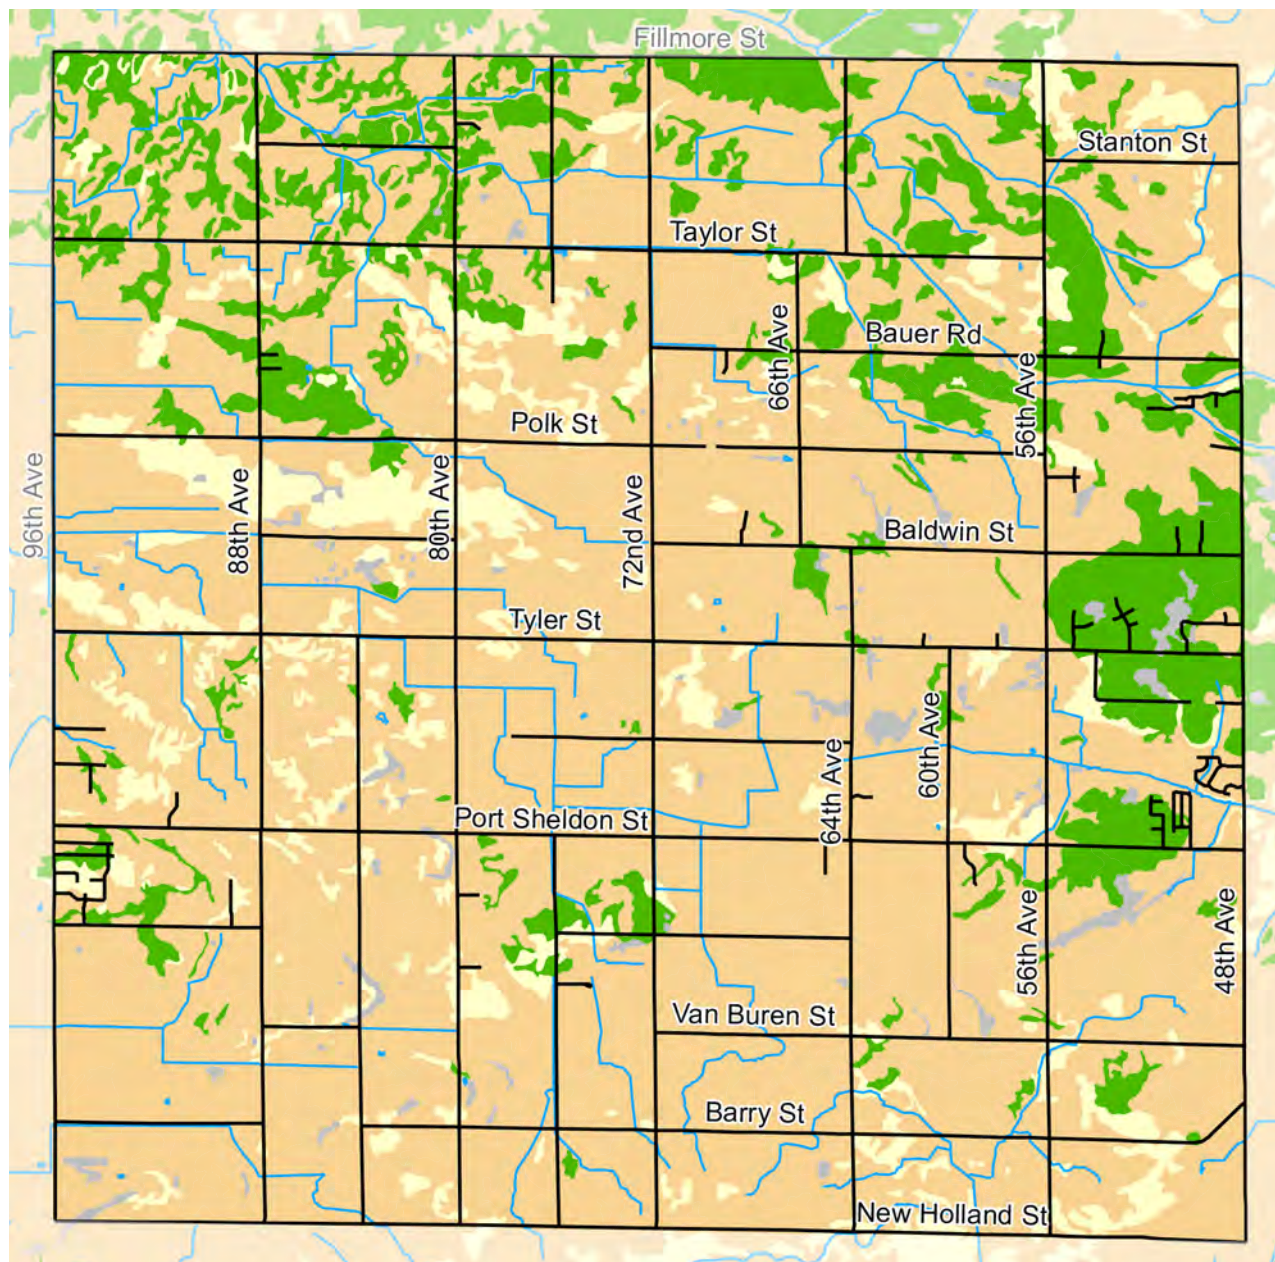 Fillmore St
Stanton St
Taylor St
Bauer Rd
66th Ave
56th Ave
Polk St
96th Ave
88th Ave
80th Ave
72nd Ave
Baldwin St
Tyler St
60th Ave
64th Ave
Port Sheldon St
56th Ave
48th Ave
Van Buren St
Barry St
New Holland St